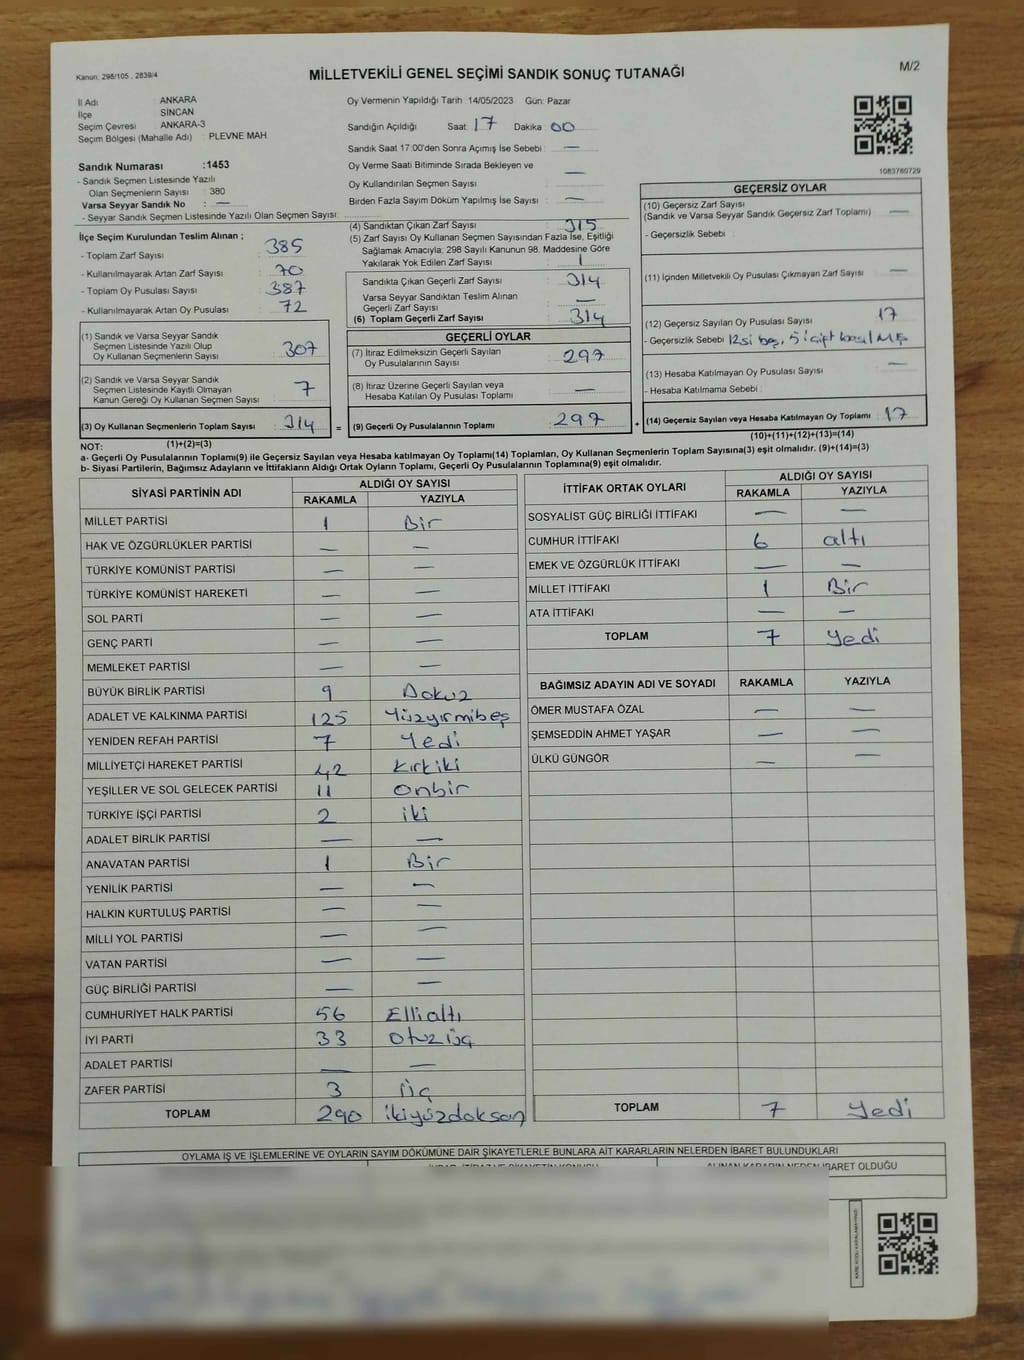 Kanun: 298/105 , 2839/4
MİLLETVEKİLİ GENEL SEÇİMİ SANDIK SONUÇ TUTANAĞI
M/2
İl Adı : ANKARA
İlçe : SİNCAN
Seçim Çevresi : ANKARA-3
Seçim Bölgesi (Mahalle Adı) : PLEVNE MAH.
Sandık Numarası :1453
- Sandık Seçmen Listesinde Yazılı
Olan Seçmenlerin Sayısı : 380
Varsa Seyyar Sandık No : —
- Seyyar Sandık Seçmen Listesinde Yazılı Olan Seçmen Sayısı:
Oy Vermenin Yapıldığı Tarih : 14/05/2023 Gün: Pazar
Sandığın Açıldığı Saat : 17 Dakika : 00
Sandık Saat 17:00'den Sonra Açımış İse Sebebi : —
Oy Verme Saati Bitiminde Sırada Bekleyen ve
Oy Kullandırılan Seçmen Sayısı : —
Birden Fazla Sayım Döküm Yapılmış İse Sayısı : —
1083760729
İlçe Seçim Kurulundan Teslim Alınan ;
- Toplam Zarf Sayısı : 385
- Kullanılmayarak Artan Zarf Sayısı : 70
- Toplam Oy Pusulası Sayısı : 387
- Kullanılmayarak Artan Oy Pusulası : 72
(1) Sandık ve Varsa Seyyar Sandık
Seçmen Listesinde Yazılı Olup
Oy Kullanan Seçmenlerin Sayısı : 307
(2) Sandık ve Varsa Seyyar Sandık
Seçmen Listesinde Kayıtlı Olmayan
Kanun Gereği Oy Kullanan Seçmen Sayısı : 7
(3) Oy Kullanan Seçmenlerin Toplam Sayısı : 314
(1)+(2)=(3)
(4) Sandıktan Çıkan Zarf Sayısı : 315
(5) Zarf Sayısı Oy Kullanan Seçmen Sayısından Fazla İse, Eşitliği
Sağlamak Amacıyla: 298 Sayılı Kanunun 98. Maddesine Göre
Yakılarak Yok Edilen Zarf Sayısı : 1
Sandıkta Çıkan Geçerli Zarf Sayısı : 314
Varsa Seyyar Sandıktan Teslim Alınan
Geçerli Zarf Sayısı : —
(6) Toplam Geçerli Zarf Sayısı : 314
GEÇERLİ OYLAR
(7) İtiraz Edilmeksizin Geçerli Sayılan
Oy Pusulalarının Sayısı : 297
(8) İtiraz Üzerine Geçerli Sayılan veya
Hesaba Katılan Oy Pusulası Toplamı : —
= (9) Geçerli Oy Pusulalarının Toplamı : 297
GEÇERSİZ OYLAR
(10) Geçersiz Zarf Sayısı
(Sandık ve Varsa Seyyar Sandık Geçersiz Zarf Toplamı) : —
- Geçersizlik Sebebi :
(11) İçinden Milletvekili Oy Pusulası Çıkmayan Zarf Sayısı : —
(12) Geçersiz Sayılan Oy Pusulası Sayısı : 17
- Geçersizlik Sebebi : 12si boş, 5i çift
(13) Hesaba Katılmayan Oy Pusulası Sayısı : —
- Hesaba Katılmama Sebebi :
+ (14) Geçersiz Sayılan veya Hesaba Katılmayan Oy Toplamı : 17
(10)+(11)+(12)+(13)=(14)
NOT:
a- Geçerli Oy Pusulalarının Toplamı(9) ile Geçersiz Sayılan veya Hesaba katılmayan Oy Toplamı(14) Toplamları, Oy Kullanan Seçmenlerin Toplam Sayısına(3) eşit olmalıdır. (9)+(14)=(3)
b- Siyasi Partilerin, Bağımsız Adayların ve İttifakların Aldığı Ortak Oyların Toplamı, Geçerli Oy Pusulalarının Toplamına(9) eşit olmalıdır.
SİYASİ PARTİNİN ADI ALDIĞI OY SAYISI
RAKAMLA YAZIYLA
MİLLET PARTİSİ 1 Bir
HAK VE ÖZGÜRLÜKLER PARTİSİ — —
TÜRKİYE KOMÜNİST PARTİSİ — —
TÜRKİYE KOMÜNİST HAREKETİ — —
SOL PARTİ — —
GENÇ PARTİ — —
MEMLEKET PARTİSİ — —
BÜYÜK BİRLİK PARTİSİ 9 Dokuz
ADALET VE KALKINMA PARTİSİ 125 Yüzyirmibeş
YENİDEN REFAH PARTİSİ 7 Yedi
MİLLİYETÇİ HAREKET PARTİSİ 42 Kırkiki
YEŞİLLER VE SOL GELECEK PARTİSİ 11 Onbir
TÜRKİYE İŞÇİ PARTİSİ 2 iki
ADALET BİRLİK PARTİSİ — —
ANAVATAN PARTİSİ 1 Bir
YENİLİK PARTİSİ — —
HALKIN KURTULUŞ PARTİSİ — —
MİLLİ YOL PARTİSİ — —
VATAN PARTİSİ — —
GÜÇ BİRLİĞİ PARTİSİ — —
CUMHURİYET HALK PARTİSİ 56 Ellialtı
İYİ PARTİ 33 Otuzüç
ADALET PARTİSİ — —
ZAFER PARTİSİ 3 Üç
TOPLAM 290 ikiyüzdoksan
İTTİFAK ORTAK OYLARI ALDIĞI OY SAYISI
RAKAMLA YAZIYLA
SOSYALİST GÜÇ BİRLİĞİ İTTİFAKI — —
CUMHUR İTTİFAKI 6 altı
EMEK VE ÖZGÜRLÜK İTTİFAKI — —
MİLLET İTTİFAKI 1 Bir
ATA İTTİFAKI — —
TOPLAM 7 Yedi
BAĞIMSIZ ADAYIN ADI VE SOYADI RAKAMLA YAZIYLA
ÖMER MUSTAFA ÖZAL — —
ŞEMSEDDİN AHMET YAŞAR — —
ÜLKÜ GÜNGÖR — —
TOPLAM 7 Yedi
OYLAMA İŞ VE İŞLEMLERİNE VE OYLARIN SAYIM DÖKÜMÜNE DAİR ŞİKAYETLERLE BUNLARA AİT KARARLARIN NELERDEN İBARET BULUNDUKLARI
ALINAN KARARIN NEDEN İBARET OLDUĞU